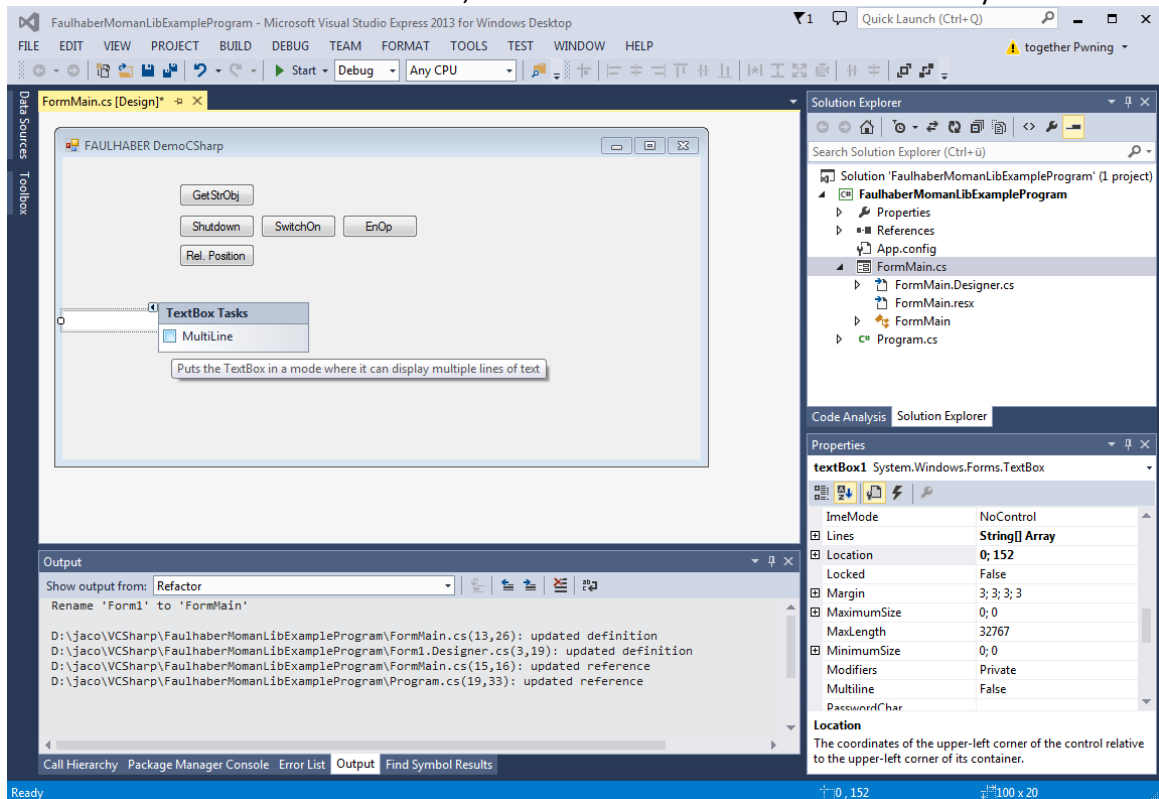 FaulhaberMomanLibExampleProgram - Microsoft Visual Studio Express 2013 for Windows Desktop
1
Quick Launch (Ctrl+Q)
FILE EDIT VIEW PROJECT BUILD DEBUG TEAM FORMAT TOOLS TEST WINDOW HELP
together Pwning
Start Debug Any CPU
Data Sources
Toolbox
FormMain.cs [Design]*
FAULHABER DemoCSharp
GetStrObj
Shutdown SwitchOn EnOp
Rel. Position
TextBox Tasks
MultiLine
Puts the TextBox in a mode where it can display multiple lines of text
Output
Show output from: Refactor
Rename 'Form1' to 'FormMain'
D:\jaco\VCSharp\FaulhaberMomanLibExampleProgram\FormMain.cs(13,26): updated definition
D:\jaco\VCSharp\FaulhaberMomanLibExampleProgram\Form1.Designer.cs(3,19): updated definition
D:\jaco\VCSharp\FaulhaberMomanLibExampleProgram\FormMain.cs(15,16): updated reference
D:\jaco\VCSharp\FaulhaberMomanLibExampleProgram\Program.cs(19,33): updated reference
Call Hierarchy Package Manager Console Error List Output Find Symbol Results
Solution Explorer
Search Solution Explorer (Ctrl+ü)
Solution 'FaulhaberMomanLibExampleProgram' (1 project)
C# FaulhaberMomanLibExampleProgram
Properties
References
App.config
FormMain.cs
FormMain.Designer.cs
FormMain.resx
FormMain
C# Program.cs
Code Analysis Solution Explorer
Properties
textBox1 System.Windows.Forms.TextBox
ImeMode NoControl
Lines String[] Array
Location 0; 152
Locked False
Margin 3; 3; 3; 3
MaximumSize 0; 0
MaxLength 32767
MinimumSize 0; 0
Modifiers Private
Multiline False
PasswordChar
Location
The coordinates of the upper-left corner of the control relative
to the upper-left corner of its container.
Ready
0 , 152
100 x 20